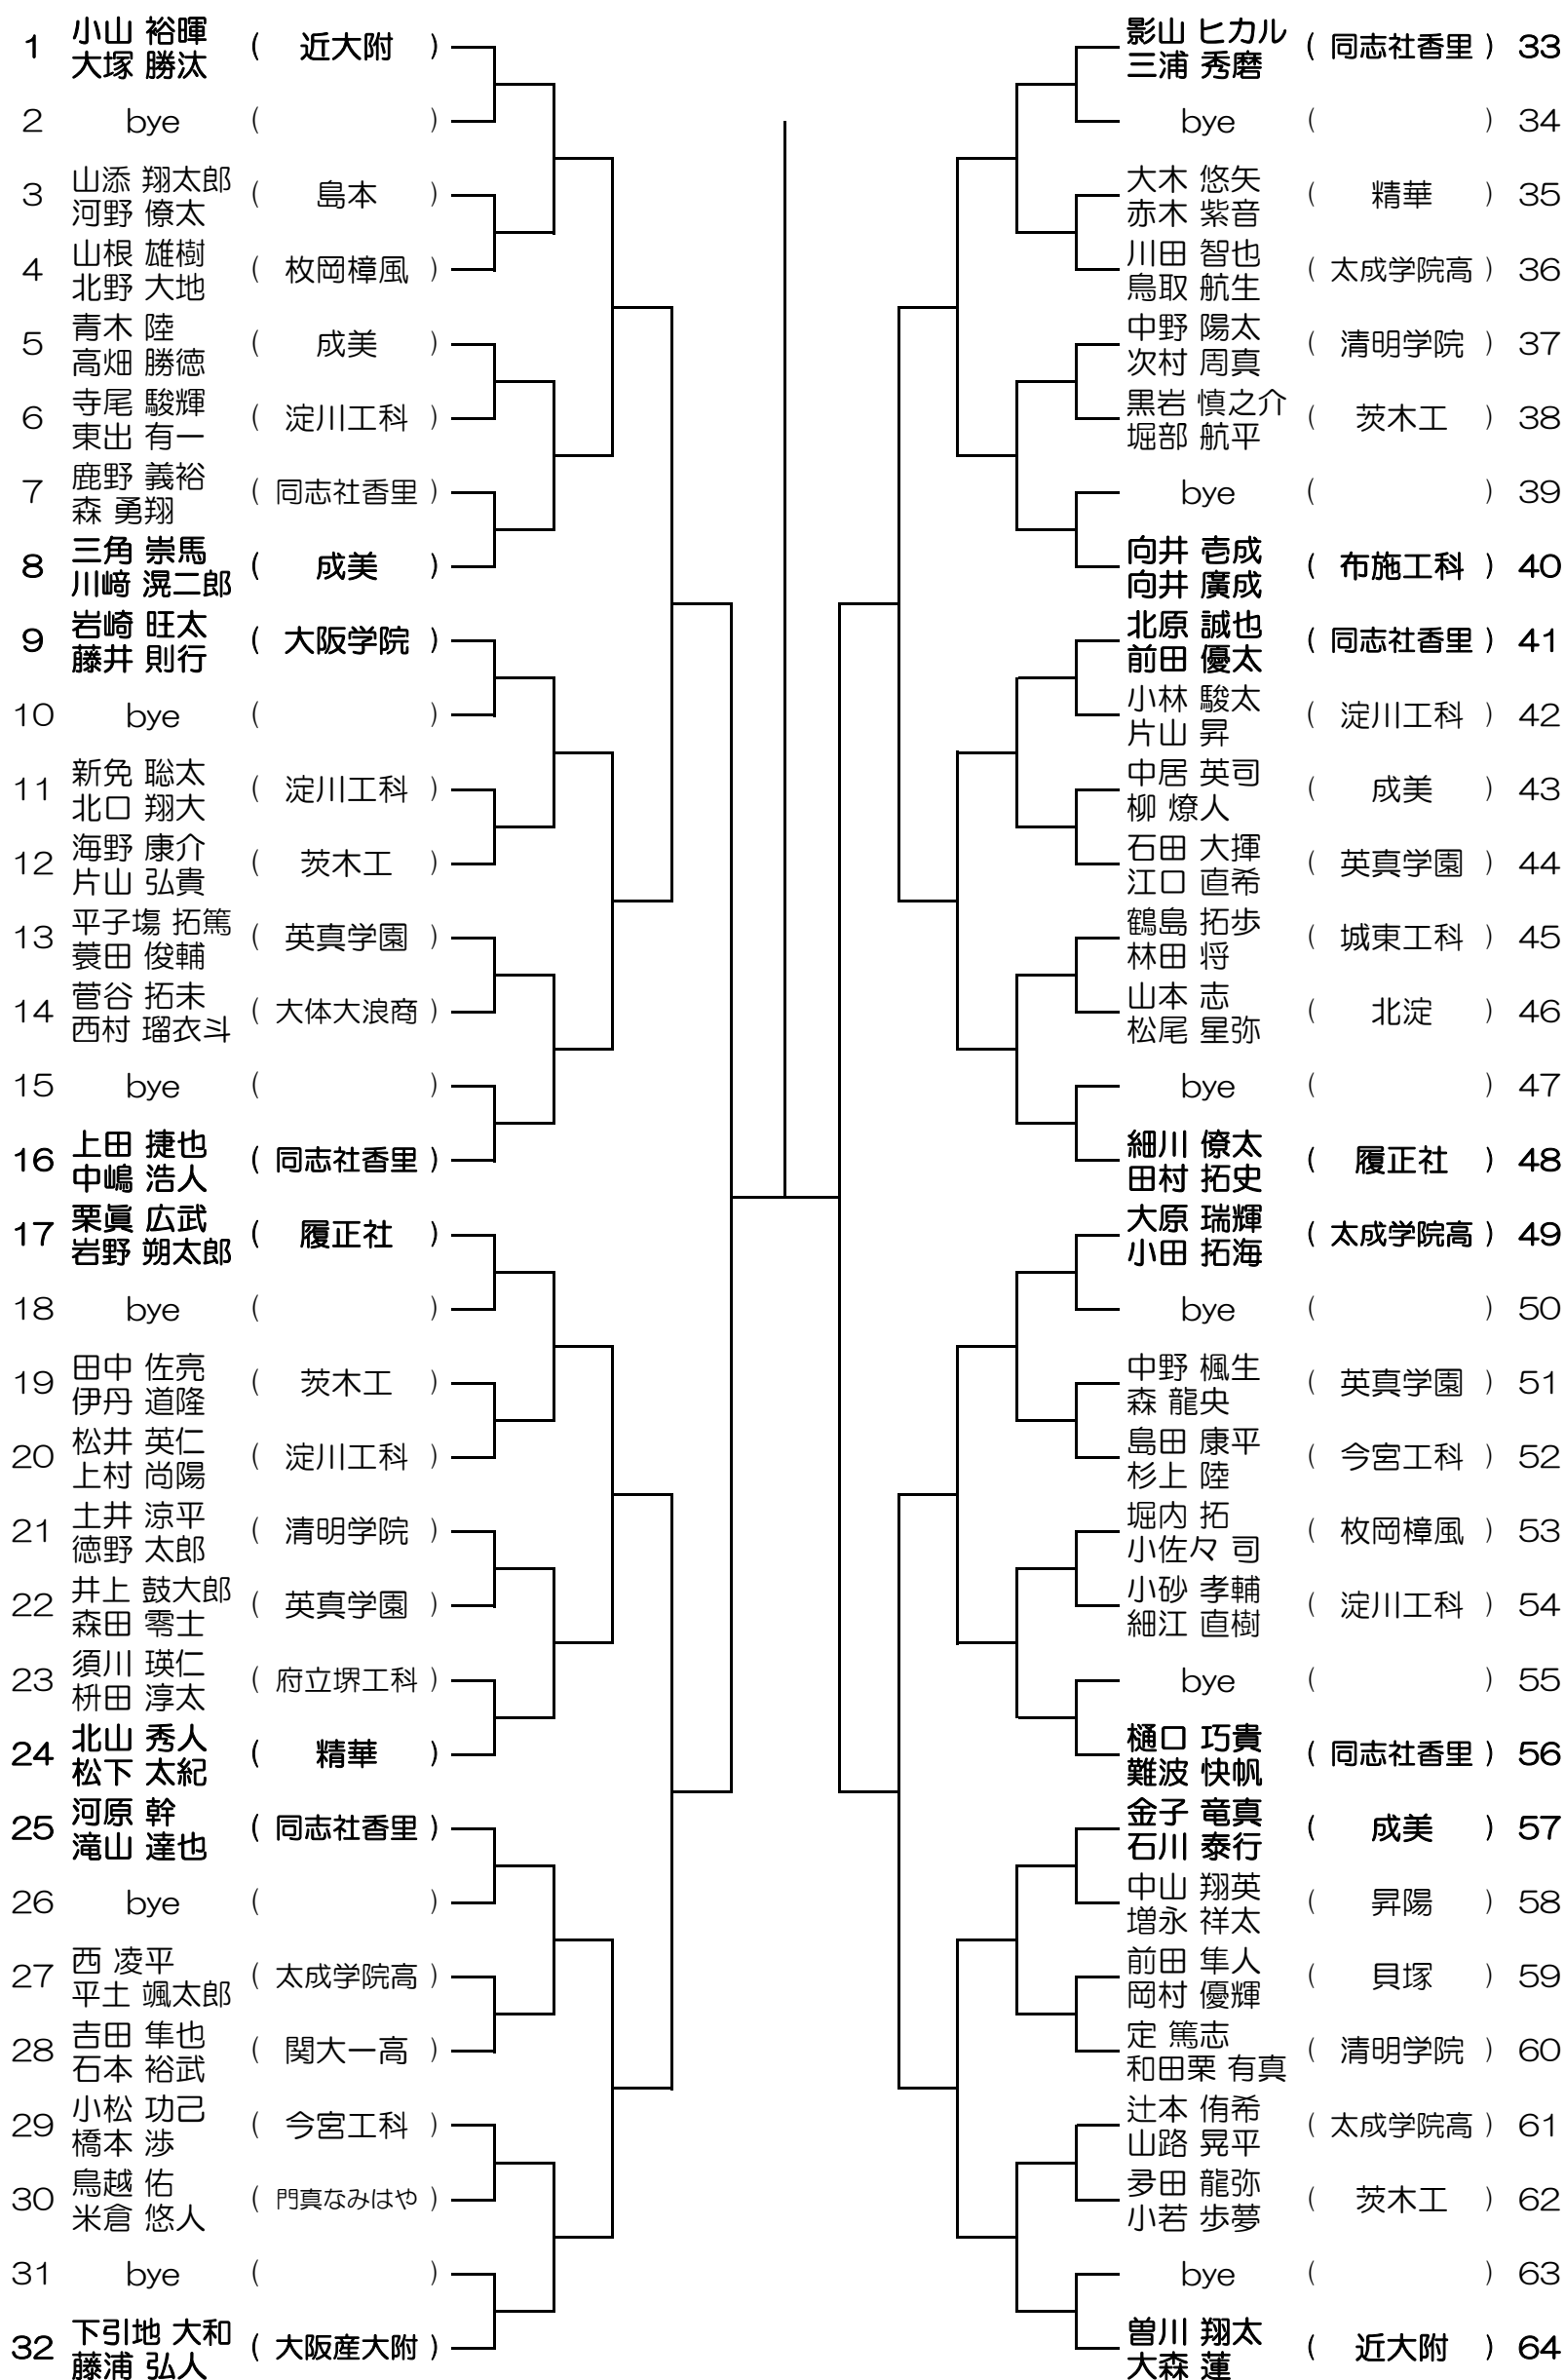 1 小山 裕暉 大塚 勝汰 ( 近大附 )
2 bye ( )
3 山添 翔太郎 河野 僚太 ( 島本 )
4 山根 雄樹 北野 大地 ( 枚岡樟風 )
5 青木 陸 高畑 勝徳 ( 成美 )
6 寺尾 駿輝 東出 有一 ( 淀川工科 )
7 鹿野 義裕 森 勇翔 ( 同志社香里 )
8 三角 崇馬 川﨑 滉二郎 ( 成美 )
9 岩崎 旺太 藤井 則行 ( 大阪学院 )
10 bye ( )
11 新免 聡太 北口 翔大 ( 淀川工科 )
12 海野 康介 片山 弘貴 ( 茨木工 )
13 平子塲 拓篤 蓑田 俊輔 ( 英真学園 )
14 菅谷 拓未 西村 瑠衣斗 ( 大体大浪商 )
15 bye ( )
16 上田 捷也 中嶋 浩人 ( 同志社香里 )
17 栗眞 広武 岩野 朔太郎 ( 履正社 )
18 bye ( )
19 田中 佐亮 伊丹 道隆 ( 茨木工 )
20 松井 英仁 上村 尚陽 ( 淀川工科 )
21 土井 涼平 徳野 太郎 ( 清明学院 )
22 井上 鼓大郎 森田 零士 ( 英真学園 )
23 須川 瑛仁 枡田 淳太 ( 府立堺工科 )
24 北山 秀人 松下 太紀 ( 精華 )
25 河原 幹 滝山 達也 ( 同志社香里 )
26 bye ( )
27 西 凌平 平土 颯太郎 ( 太成学院高 )
28 吉田 隼也 石本 裕武 ( 関大一高 )
29 小松 功己 橋本 渉 ( 今宮工科 )
30 鳥越 佑 米倉 悠人 ( 門真なみはや )
31 bye ( )
32 下引地 大和 藤浦 弘人 ( 大阪産大附 )
影山 ヒカル 三浦 秀磨 ( 同志社香里 ) 33
bye ( ) 34
大木 悠矢 赤木 紫音 ( 精華 ) 35
川田 智也 鳥取 航生 ( 太成学院高 ) 36
中野 陽太 次村 周真 ( 清明学院 ) 37
黒岩 慎之介 堀部 航平 ( 茨木工 ) 38
bye ( ) 39
向井 壱成 向井 廣成 ( 布施工科 ) 40
北原 誠也 前田 優太 ( 同志社香里 ) 41
小林 駿太 片山 昇 ( 淀川工科 ) 42
中居 英司 柳 燎人 ( 成美 ) 43
石田 大揮 江口 直希 ( 英真学園 ) 44
鶴島 拓歩 林田 将 ( 城東工科 ) 45
山本 志 松尾 星弥 ( 北淀 ) 46
bye ( ) 47
細川 僚太 田村 拓史 ( 履正社 ) 48
大原 瑞輝 小田 拓海 ( 太成学院高 ) 49
bye ( ) 50
中野 楓生 森 龍央 ( 英真学園 ) 51
島田 康平 杉上 陸 ( 今宮工科 ) 52
堀内 拓 小佐々 司 ( 枚岡樟風 ) 53
小砂 孝輔 細江 直樹 ( 淀川工科 ) 54
bye ( ) 55
樋口 巧貴 難波 快帆 ( 同志社香里 ) 56
金子 竜真 石川 泰行 ( 成美 ) 57
中山 翔英 増永 祥太 ( 昇陽 ) 58
前田 隼人 岡村 優輝 ( 貝塚 ) 59
定 篤志 和田栗 有真 ( 清明学院 ) 60
辻本 侑希 山路 晃平 ( 太成学院高 ) 61
夛田 龍弥 小若 歩夢 ( 茨木工 ) 62
bye ( ) 63
曽川 翔太 大森 蓮 ( 近大附 ) 64